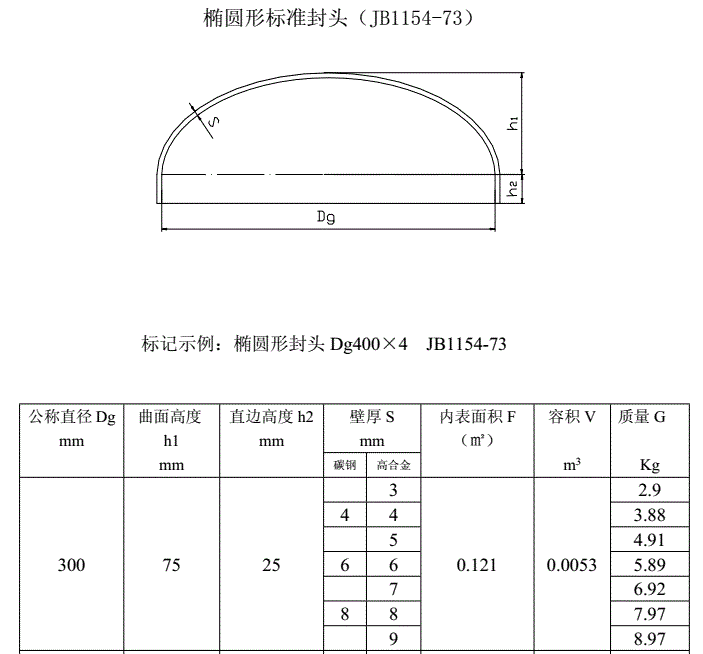 椭圆形标准封头（JB1154-73）
S
h1
h2
Dg
标记示例：椭圆形封头 Dg400×4 JB1154-73
公称直径 Dg 曲面高度 直边高度 h2 壁厚 S 内表面积 F 容积 V 质量 G
mm h1 mm mm （㎡）
mm 碳钢 高合金 m³ Kg
3 2.9
4 4 3.88
5 4.91
300 75 25 6 6 0.121 0.0053 5.89
7 6.92
8 8 7.97
9 8.97